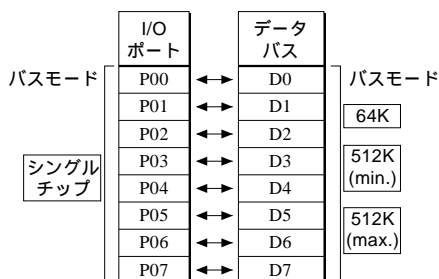 I/O
ポート
データ
バス
バスモード
P00
D0
バスモード
P01
D1
64K
P02
D2
シングル
チップ
P03
D3
512K
(min.)
P04
D4
P05
D5
512K
(max.)
P06
D6
P07
D7